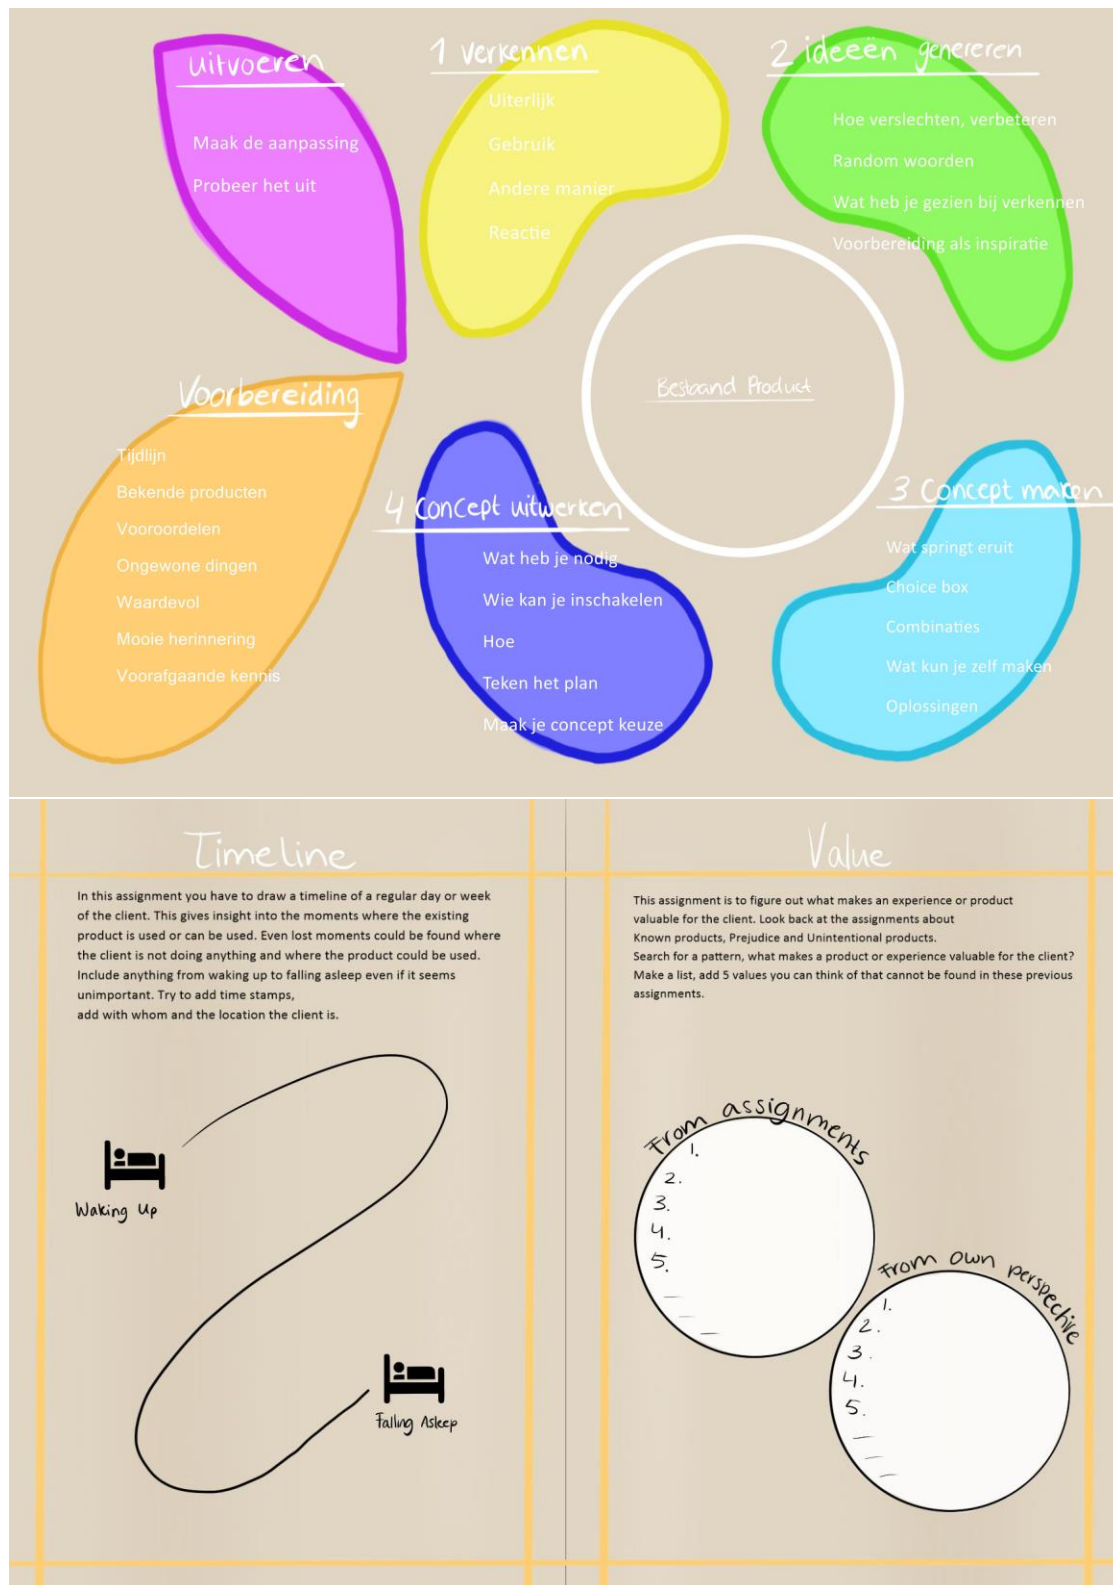 uitvoeren
Maak de aanpassing
Probeer het uit
1 verkennen
Uiterlijk
Gebruik
Andere manier
Reactie
2 ideeën genereren
Hoe verslechten, verbeteren
Random woorden
Wat heb je gezien bij verkennen
Voorbereiding als inspiratie
Bestaand Product
Voorbereiding
Tijdlijn
Bekende producten
Vooroordelen
Ongewone dingen
Waardevol
Mooie herinnering
Voorafgaande kennis
4 Concept uitwerken
Wat heb je nodig
Wie kan je inschakelen
Hoe
Teken het plan
Maak je concept keuze
3 Concept maken
Wat springt eruit
Choice box
Combinaties
Wat kun je zelf maken
Oplossingen
Timeline
In this assignment you have to draw a timeline of a regular day or week
of the client. This gives insight into the moments where the existing
product is used or can be used. Even lost moments could be found where
the client is not doing anything and where the product could be used.
Include anything from waking up to falling asleep even if it seems
unimportant. Try to add time stamps,
add with whom and the location the client is.
Waking Up
Falling Asleep
Value
This assignment is to figure out what makes an experience or product
valuable for the client. Look back at the assignments about
Known products, Prejudice and Unintentional products.
Search for a pattern, what makes a product or experience valuable for the client?
Make a list, add 5 values you can think of that cannot be found in these previous
assignments.
From assignments
1.
2.
3.
4.
5.
From own perspective
1.
2.
3.
4.
5.